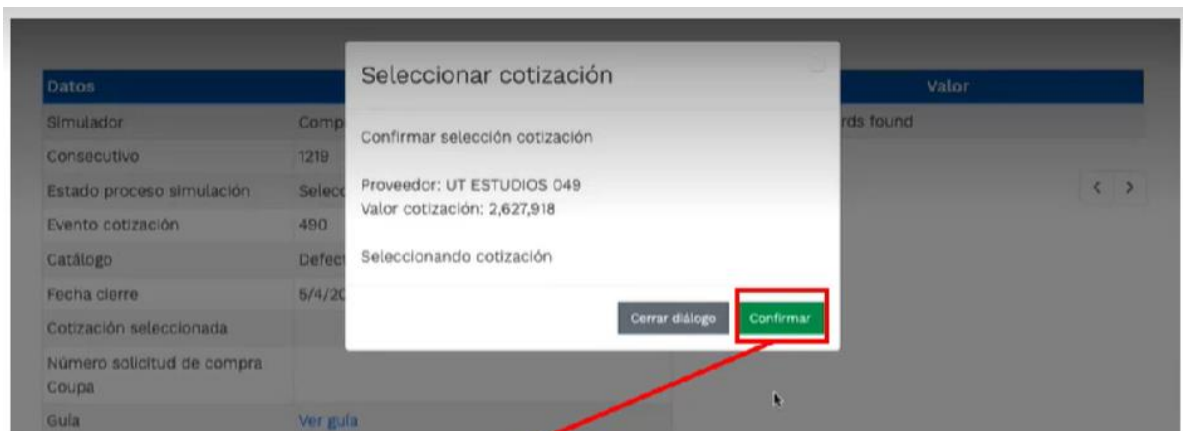 Seleccionar cotización
Datos
Valor
Simulador
Comp
rds found
Confirmar selección cotización
Consecutivo
1219
Estado proceso simulación
Selecc
Proveedor: UT ESTUDIOS 049
Valor cotización: 2,627,918
Evento cotización
490
Catálogo
Defect
Seleccionando cotización
Fecha cierre
5/4/20
Cerrar diálogo
Confirmar
Cotización seleccionada
Número solicitud de compra
Coupa
Guía
Ver guía